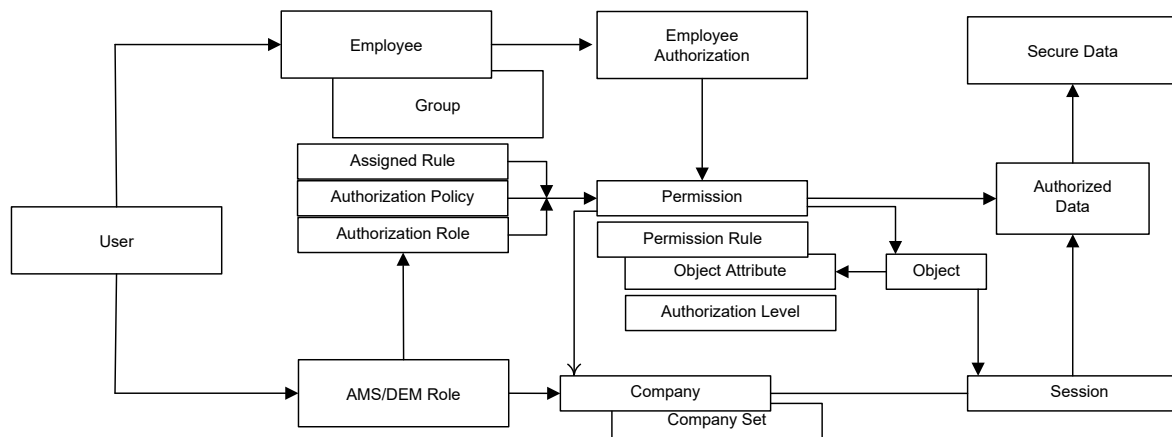 Employee
Employee
Authorization
Secure Data
Group
Assigned Rule
Authorization Policy
Permission
Authorized
Data
User
Authorization Role
Permission Rule
Object Attribute
Object
Authorization Level
AMS/DEM Role
Company
Session
Company Set